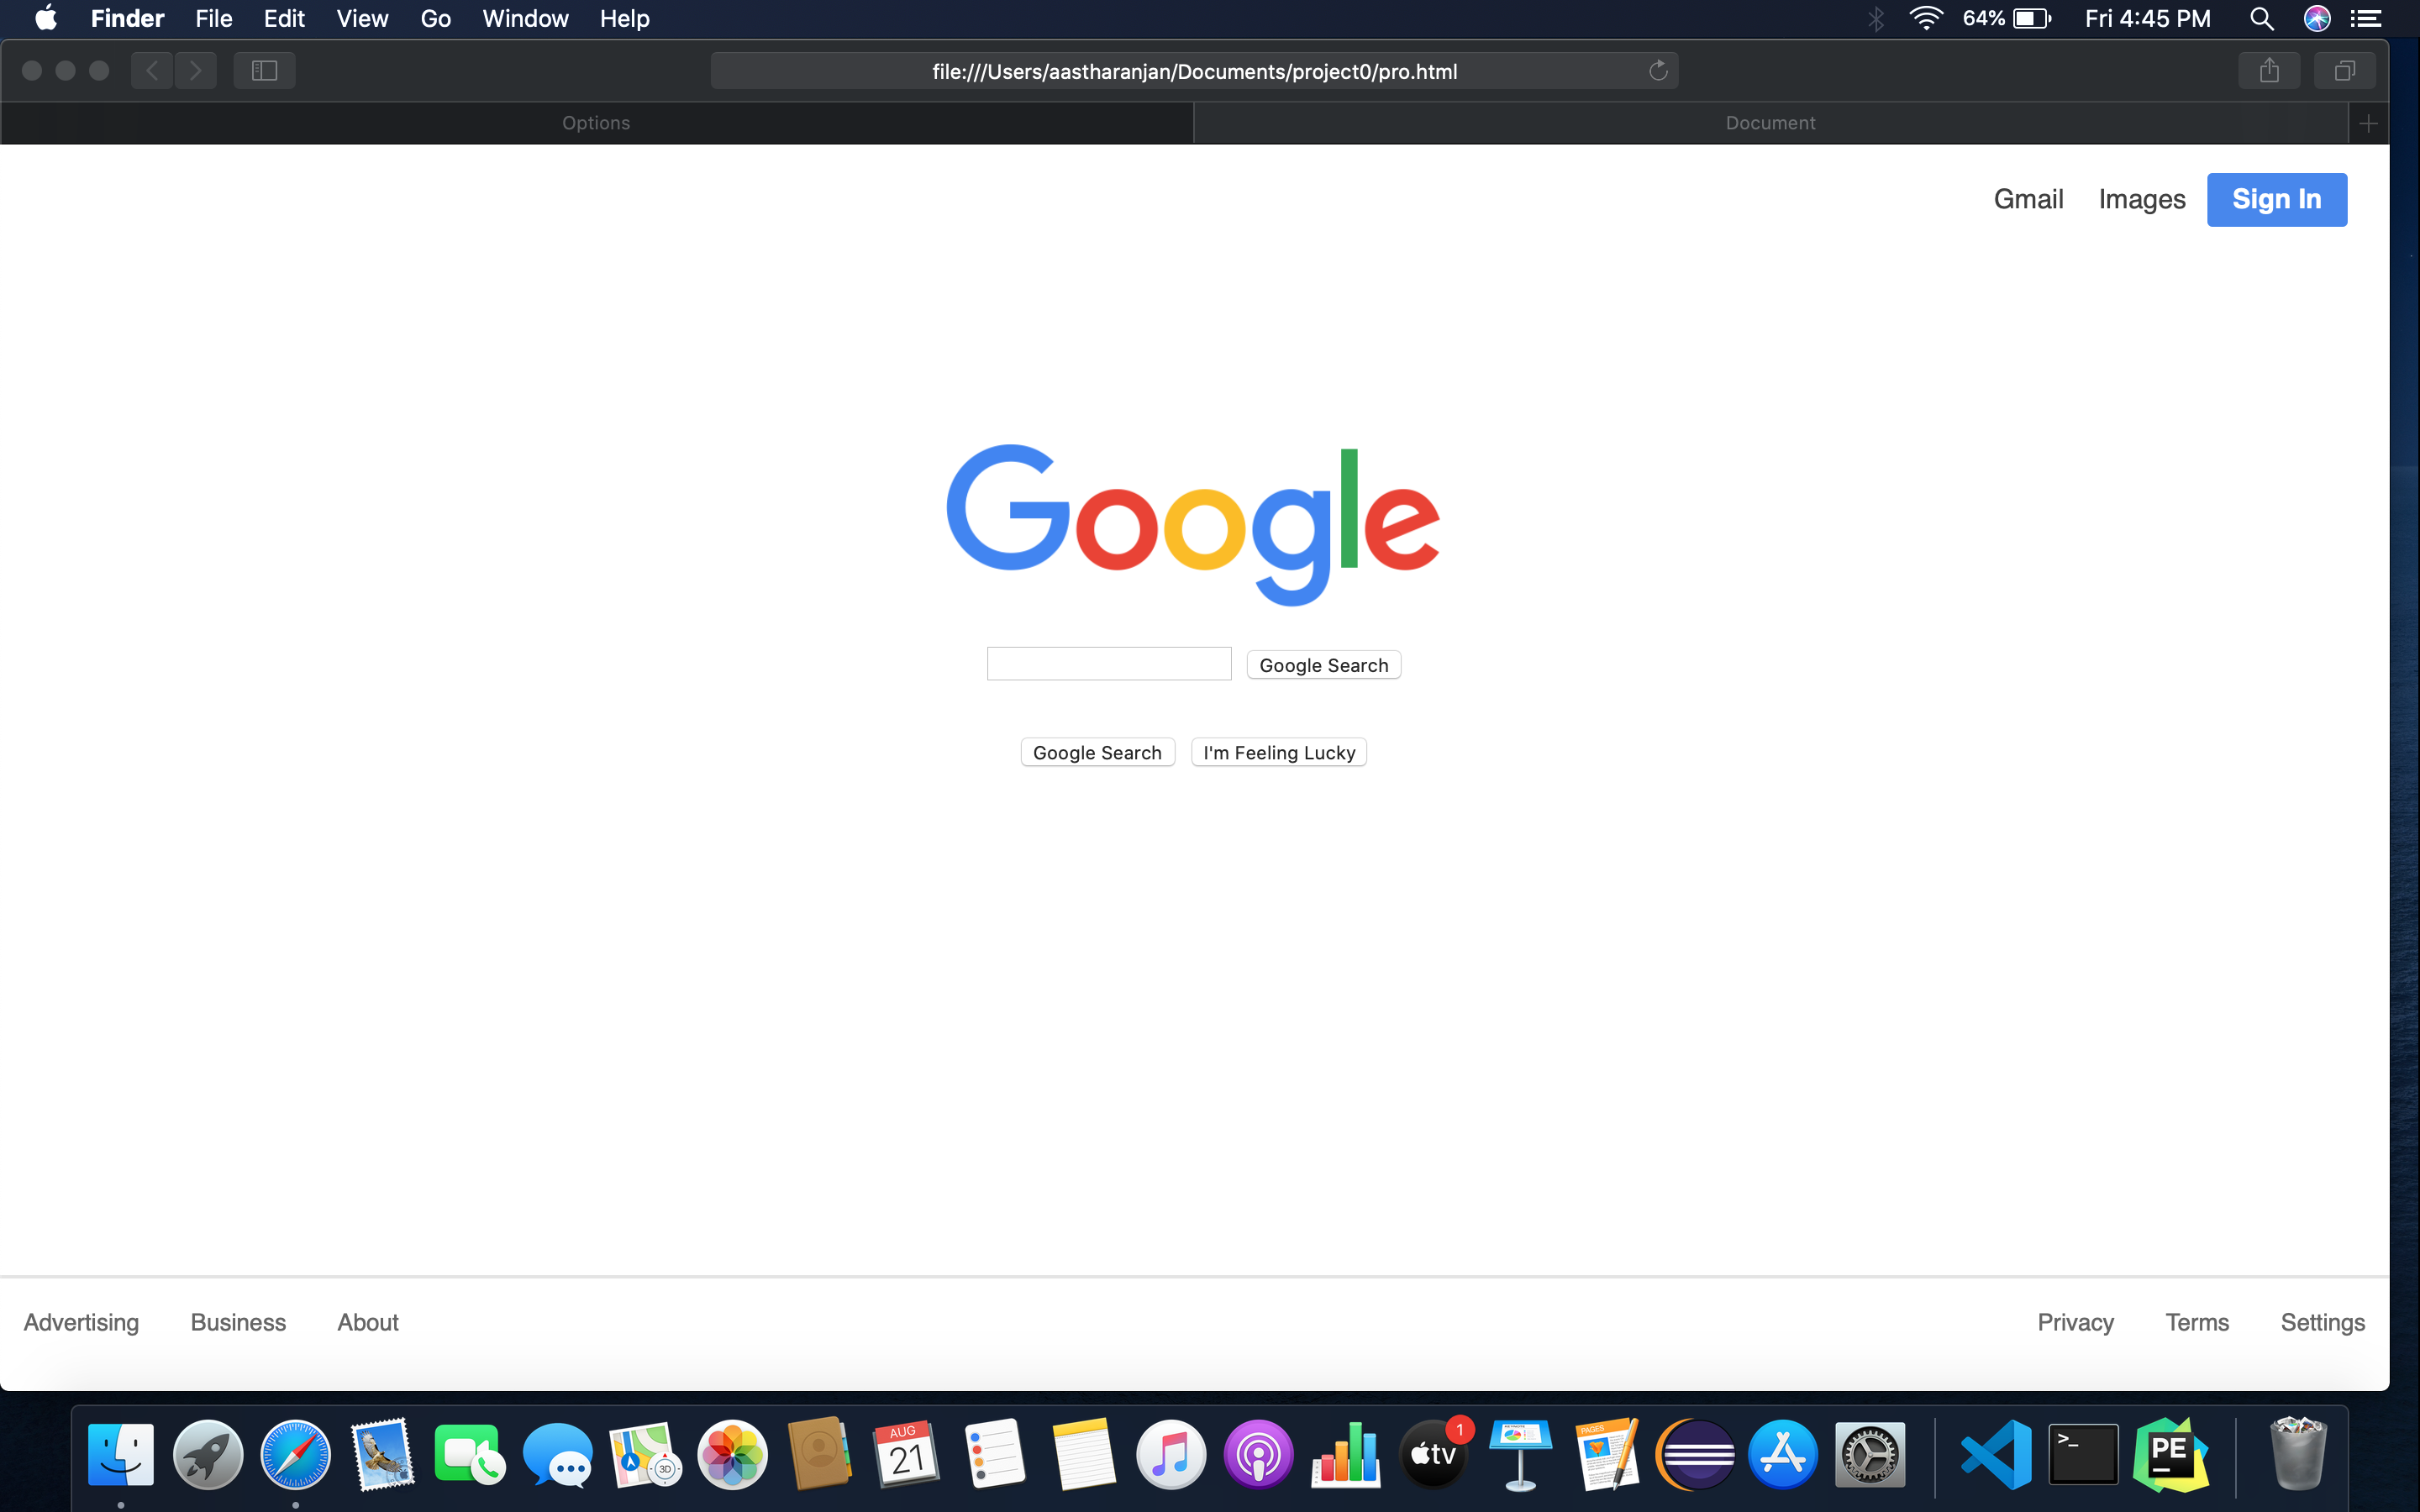 Finder File Edit View Go Window Help 64% Fri 4:45 PM
file:///Users/aastharanjan/Documents/project0/pro.html
Options Document
Gmail Images Sign In
Google
Google Search
Google Search I'm Feeling Lucky
Advertising Business About Privacy Terms Settings
AUG
21
3D
tv
1
PAGES
>_
PE